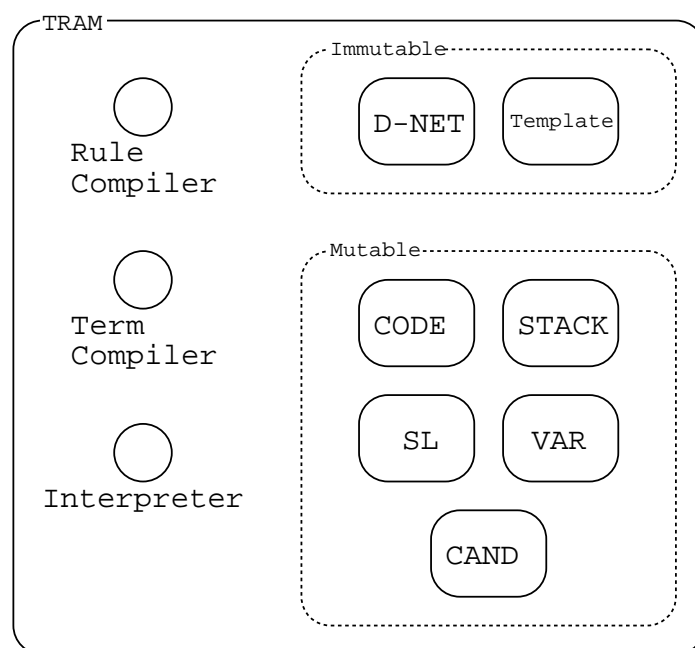 TRAM
Immutable
D-NET
Template
Rule
Compiler
Mutable
Term
Compiler
CODE
STACK
SL
VAR
Interpreter
CAND